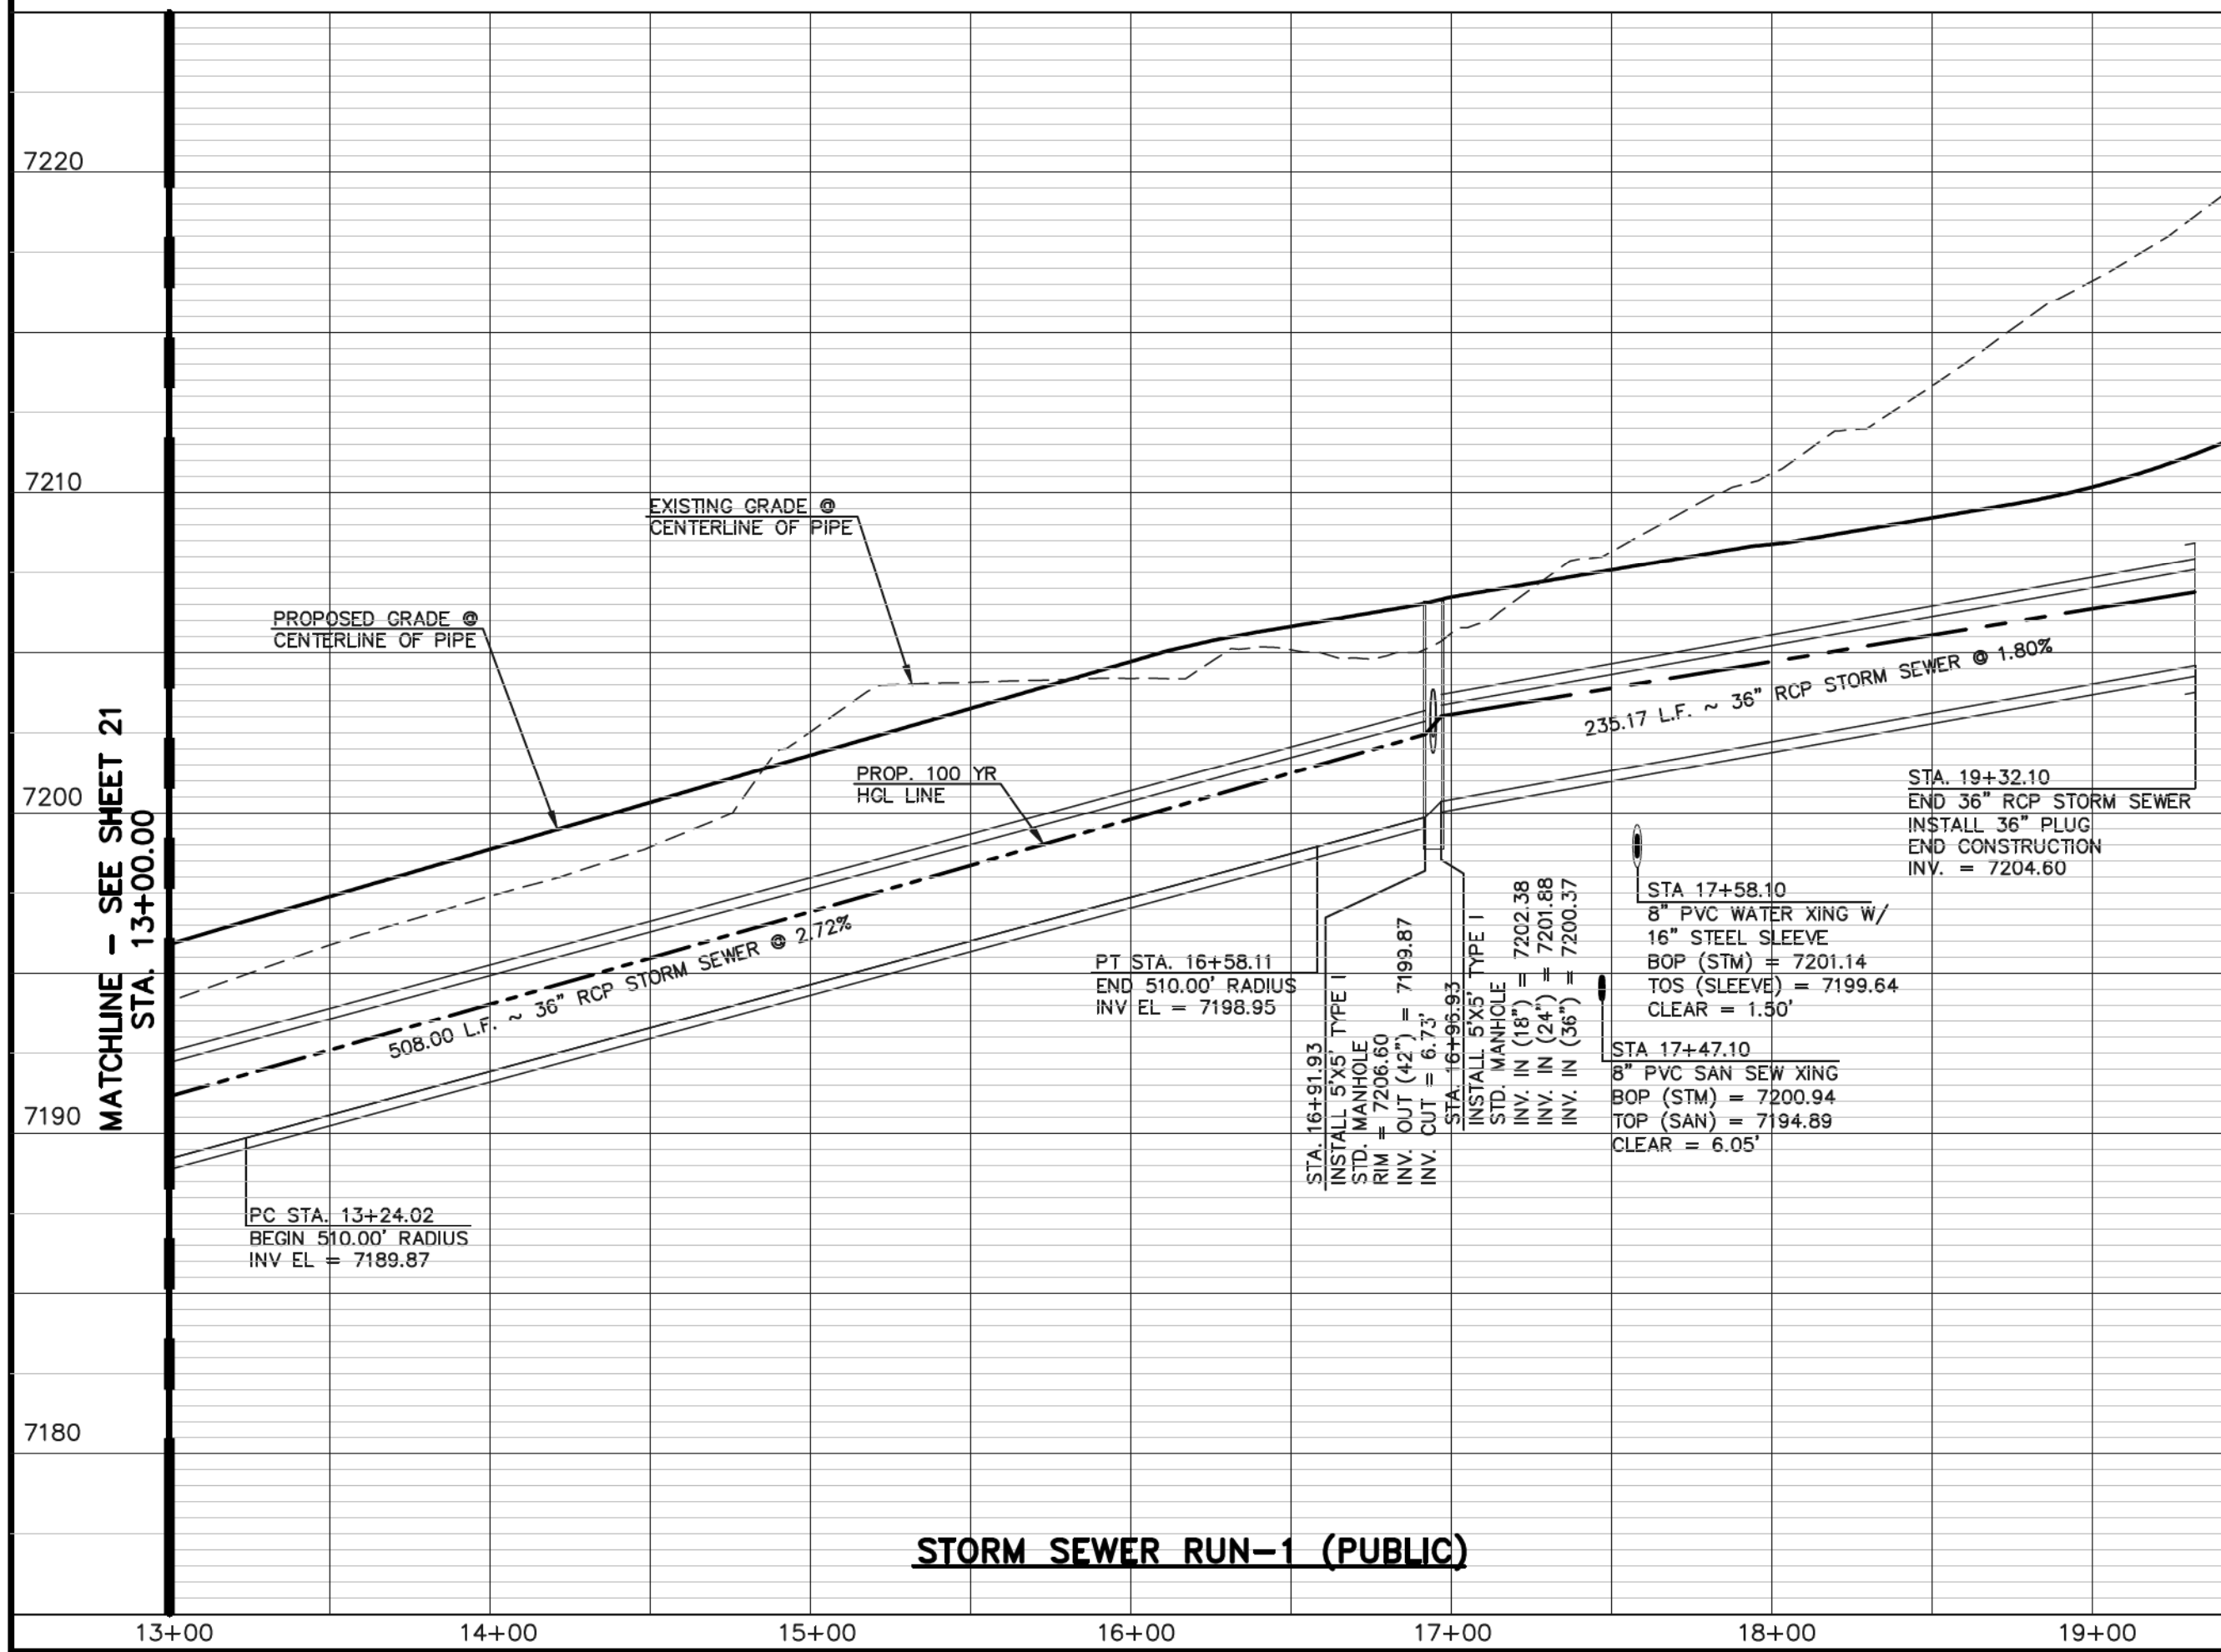 7220
7210
7200
7190
7180
MATCHLINE - SEE SHEET 21
STA. 13+00.00
EXISTING GRADE @
CENTERLINE OF PIPE
PROPOSED GRADE @
CENTERLINE OF PIPE
PROP. 100 YR
HGL LINE
508.00 L.F. ~ 36" RCP STORM SEWER @ 2.72%
235.17 L.F. ~ 36" RCP STORM SEWER @ 1.80%
PC STA. 13+24.02
BEGIN 510.00' RADIUS
INV EL = 7189.87
PT STA. 16+58.11
END 510.00' RADIUS
INV EL = 7198.95
STA. 16+91.93
INSTALL 5'X5' TYPE I
STD. MANHOLE
RIM = 7206.60
INV. OUT (42") = 7199.87
INV. CUT = 6.73'
STA. 16+96.93
INSTALL 5'X5' TYPE I
STD. MANHOLE
INV. IN (18") = 7202.38
INV. IN (24") = 7201.88
INV. IN (36") = 7200.37
STA. 19+32.10
END 36" RCP STORM SEWER
INSTALL 36" PLUG
END CONSTRUCTION
INV. = 7204.60
STA 17+58.10
8" PVC WATER XING W/
16" STEEL SLEEVE
BOP (STM) = 7201.14
TOS (SLEEVE) = 7199.64
CLEAR = 1.50'
STA 17+47.10
8" PVC SAN SEW XING
BOP (STM) = 7200.94
TOP (SAN) = 7194.89
CLEAR = 6.05'
STORM SEWER RUN-1 (PUBLIC)
13+00 14+00 15+00 16+00 17+00 18+00 19+00